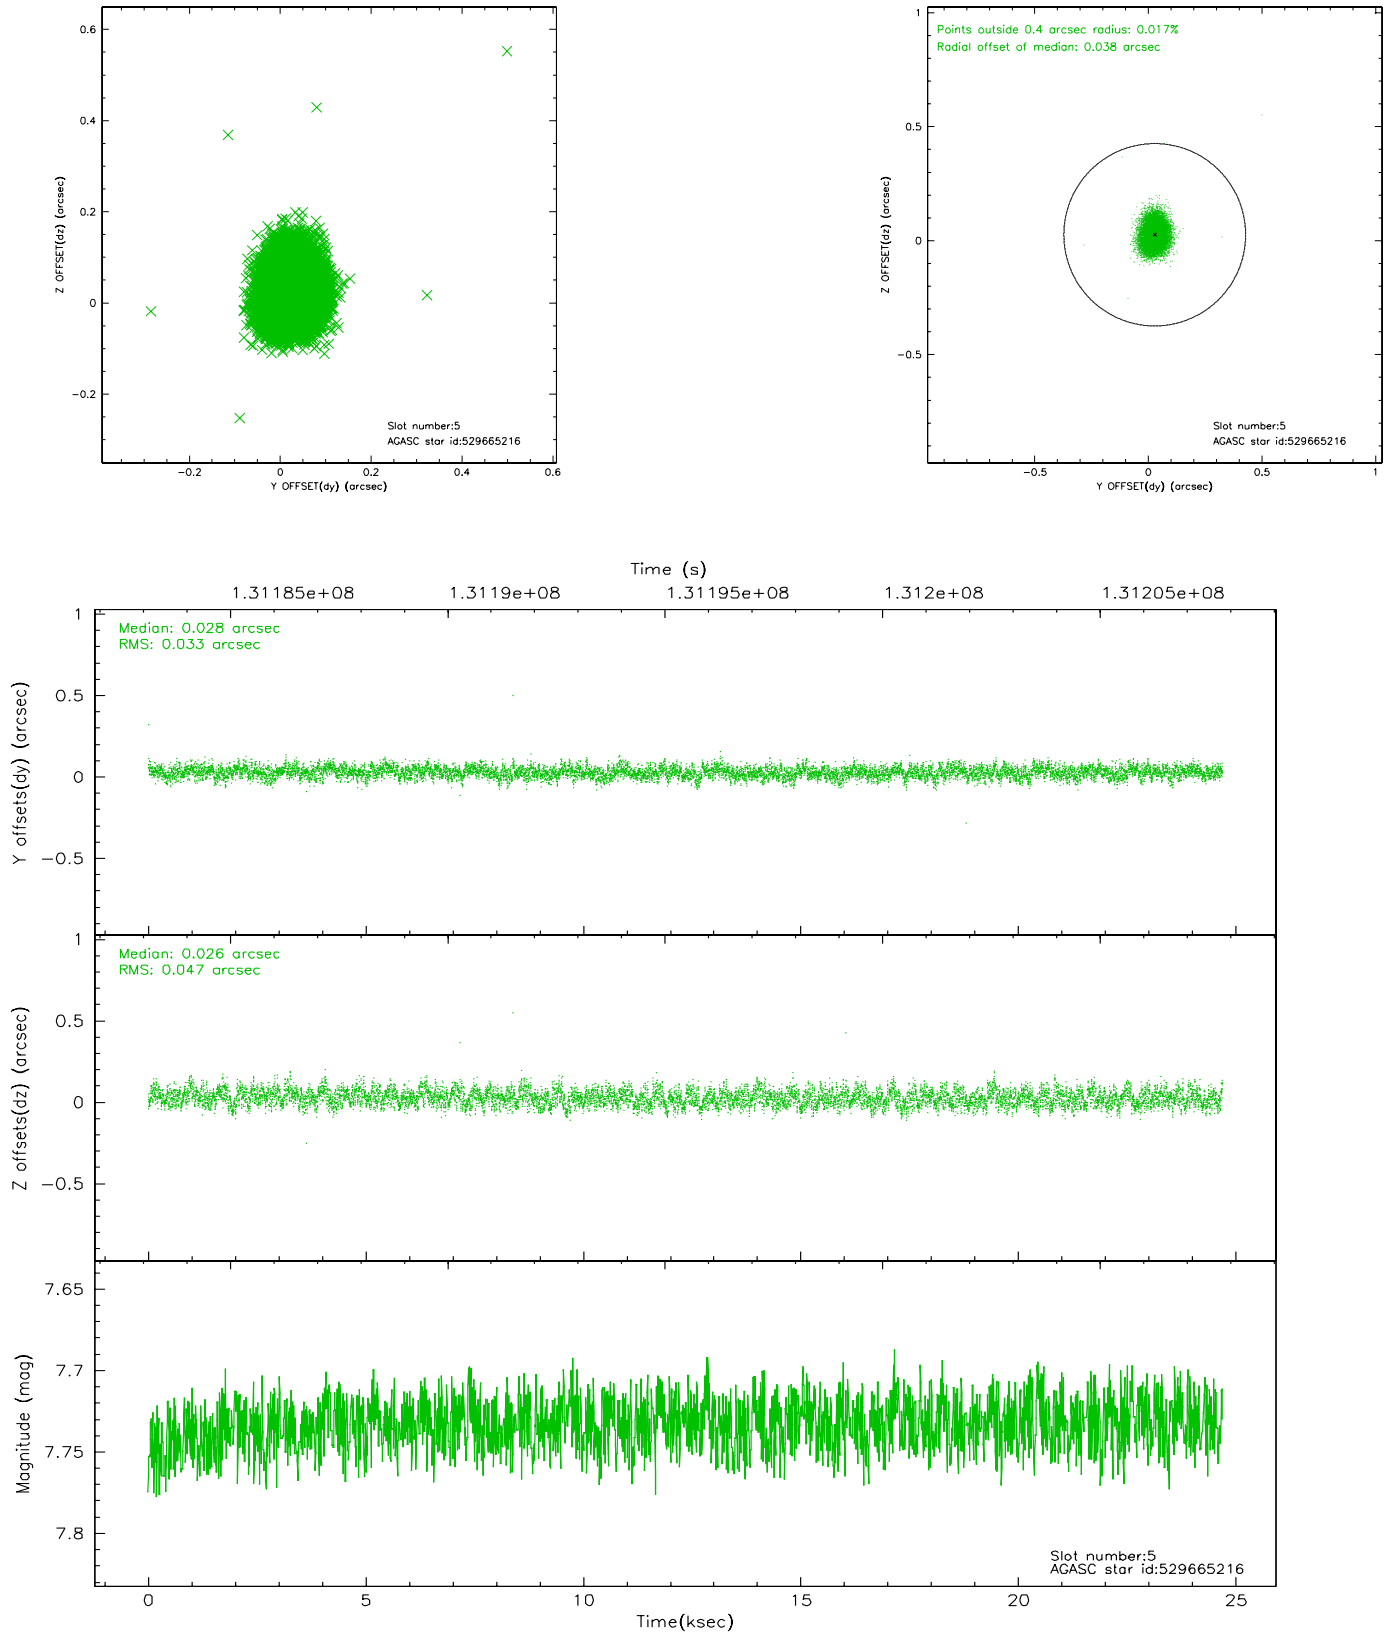 0.6
0.4
0.2
0
−0.2
Z OFFSET(dz) (arcsec)
Slot number:5
AGASC star id:529665216
−0.2 0 0.2 0.4 0.6
Y OFFSET(dy) (arcsec)
Points outside 0.4 arcsec radius: 0.017%
Radial offset of median: 0.038 arcsec
1
0.5
0
−0.5
Z OFFSET(dz) (arcsec)
Slot number:5
AGASC star id:529665216
−0.5 0 0.5 1
Y OFFSET(dy) (arcsec)
Time (s)
1.31185e+08 1.3119e+08 1.31195e+08 1.312e+08 1.31205e+08
Median: 0.028 arcsec
RMS: 0.033 arcsec
1
0.5
0
−0.5
Y offsets(dy) (arcsec)
Median: 0.026 arcsec
RMS: 0.047 arcsec
1
0.5
0
−0.5
Z offsets(dz) (arcsec)
7.65
7.7
7.75
7.8
Magnitude (mag)
Slot number:5
AGASC star id:529665216
0 5 10 15 20 25
Time(ksec)